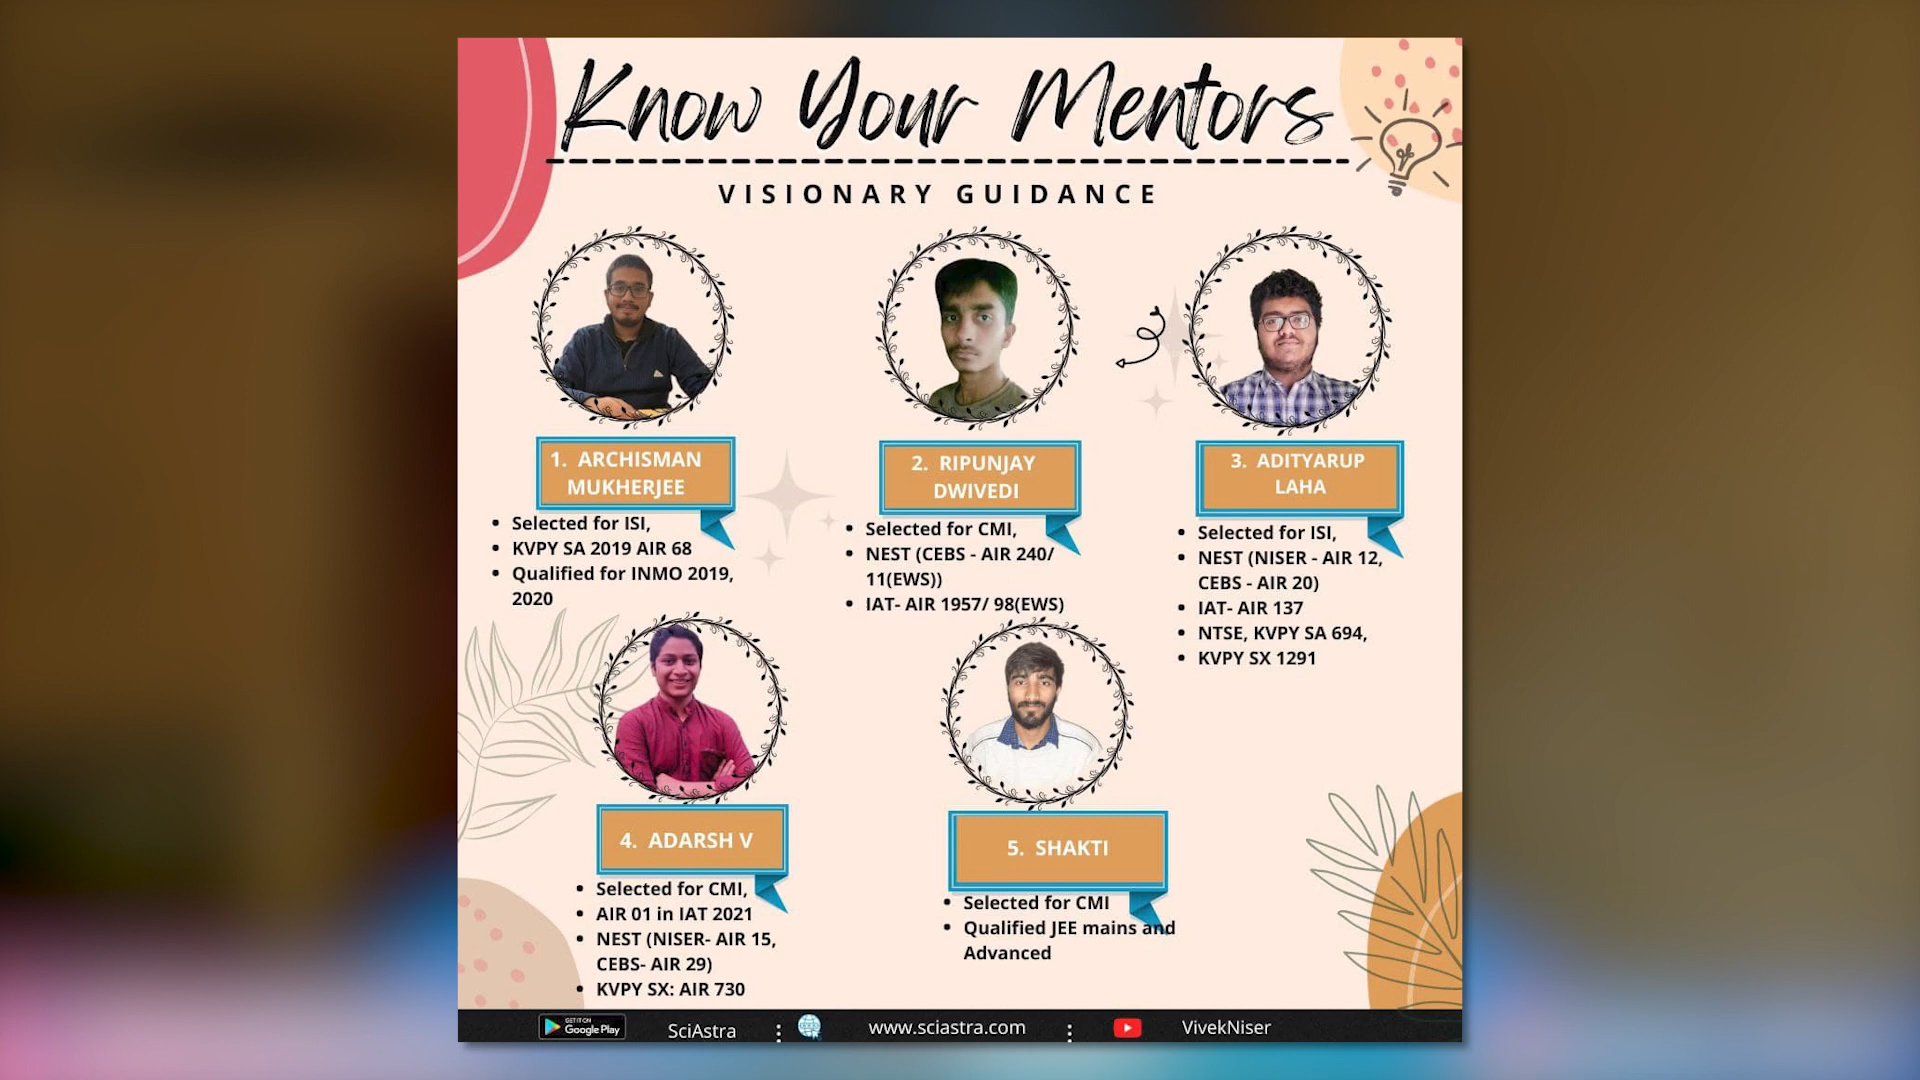 Know Your Mentors
VISIONARY GUIDANCE
1. ARCHISMAN
MUKHERJEE
• Selected for ISI,
• KVPY SA 2019 AIR 68
• Qualified for INMO 2019,
2020
2. RIPUNJAY
DWIVEDI
• Selected for CMI,
• NEST (CEBS - AIR 240/
11(EWS))
• IAT- AIR 1957/ 98(EWS)
3. ADITYARUP
LAHA
• Selected for ISI,
• NEST (NISER - AIR 12,
CEBS - AIR 20)
• IAT- AIR 137
• NTSE, KVPY SA 694,
• KVPY SX 1291
4. ADARSH V
• Selected for CMI,
• AIR 01 in IAT 2021
• NEST (NISER- AIR 15,
CEBS- AIR 29)
• KVPY SX: AIR 730
5. SHAKTI
• Selected for CMI
• Qualified JEE mains and
Advanced
GET IT ON
Google Play
SciAstra
www.sciastra.com
VivekNiser